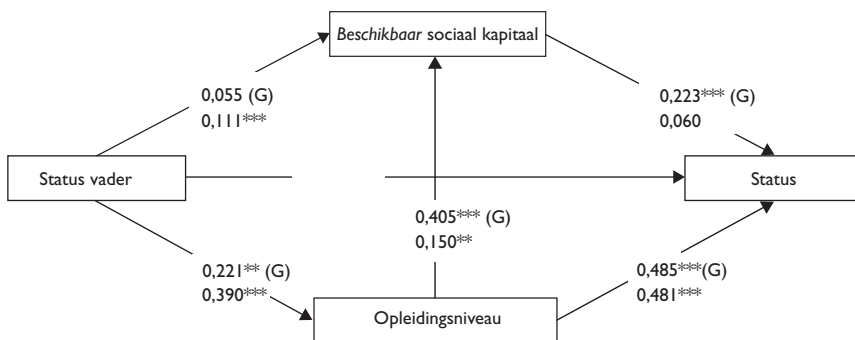 Beschikbaar sociaal kapitaal
0,055 (G)
0,111***
0,223*** (G)
0,060
Status vader
Status
0,405*** (G)
0,150**
0,221** (G)
0,390***
0,485***(G)
0,481***
Opleidingsniveau